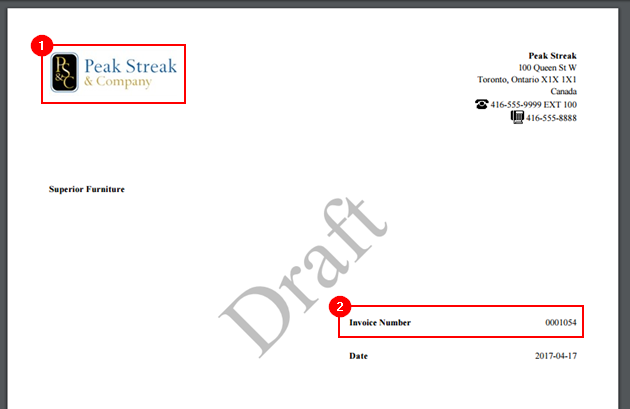 1
PS&C
Peak Streak
& Company
Peak Streak
100 Queen St W
Toronto, Ontario X1X 1X1
Canada
416-555-9999 EXT 100
416-555-8888
Superior Furniture
Draft
2
Invoice Number 0001054
Date 2017-04-17